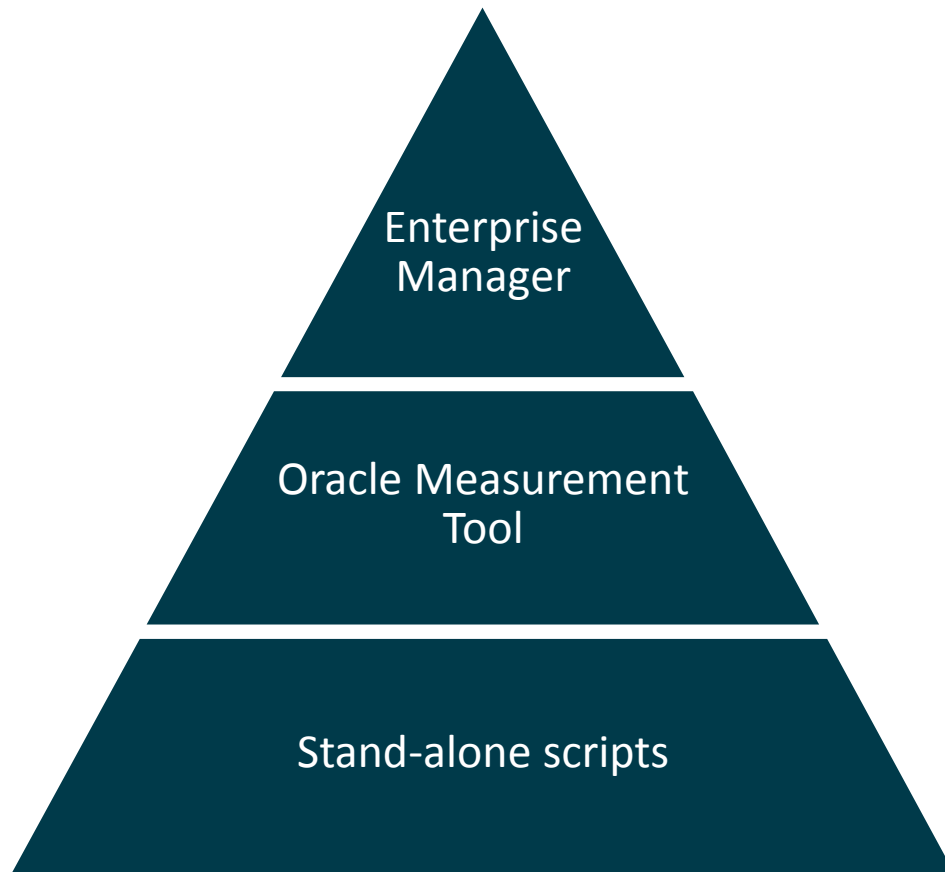 Enterprise
Manager
Oracle Measurement
Tool
Stand-alone scripts